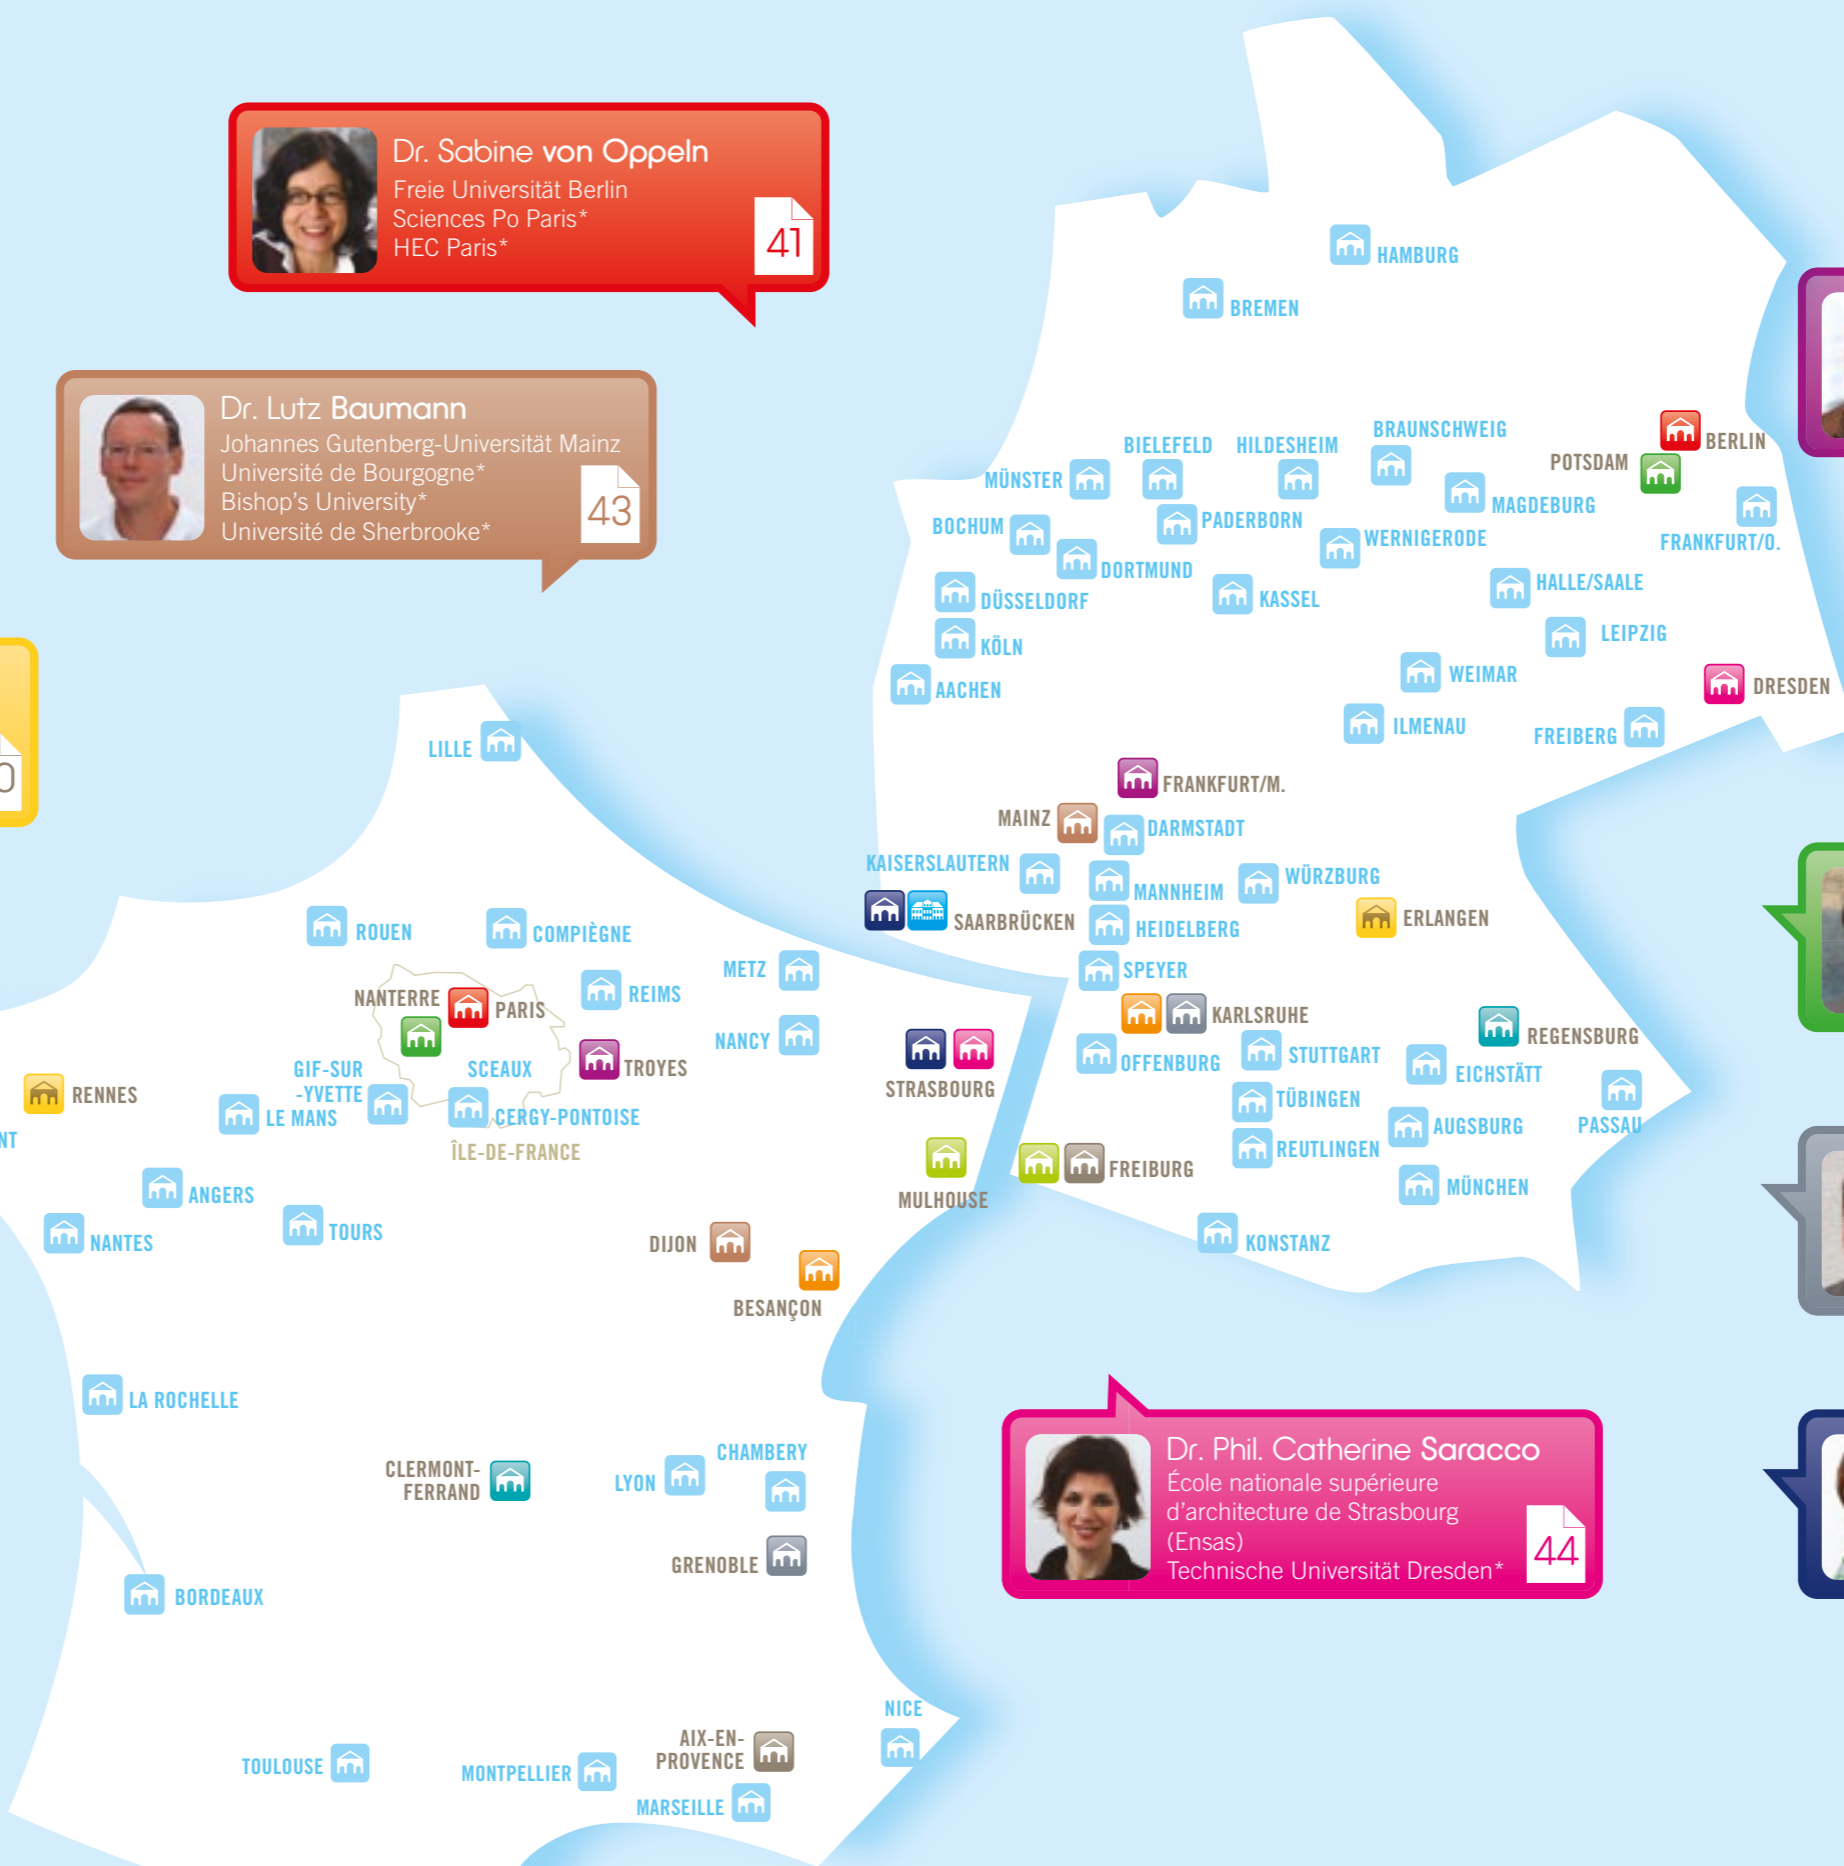 Dr. Sabine von Oppeln
Freie Universität Berlin
Sciences Po Paris*
HEC Paris*
41
Dr. Lutz Baumann
Johannes Gutenberg-Universität Mainz
Université de Bourgogne*
Bishop's University*
Université de Sherbrooke*
43
HAMBURG
BREMEN
BRAUNSCHWEIG
BIELEFELD
HILDESHEIM
BERLIN
POTSDAM
MÜNSTER
MAGDEBURG
BOCHUM
PADERBORN
WERNIGERODE
FRANKFURT/O.
DORTMUND
HALLE/SAALE
DÜSSELDORF
KASSEL
KÖLN
LEIPZIG
AACHEN
WEIMAR
DRESDEN
ILMENAU
FREIBERG
FRANKFURT/M.
MAINZ
DARMSTADT
KAISERSLAUTERN
MANNHEIM
WÜRZBURG
SAARBRÜCKEN
HEIDELBERG
ERLANGEN
SPEYER
KARLSRUHE
REGENSBURG
OFFENBURG
STUTTGART
EICHSTÄTT
TÜBINGEN
AUGSBURG
PASSAU
REUTLINGEN
FREIBURG
MÜNCHEN
KONSTANZ
LILLE
0
ROUEN
COMPIÈGNE
METZ
NANTERRE
PARIS
REIMS
NANCY
GIF-SUR
-YVETTE
SCEAUX
TROYES
STRASBOURG
RENNES
LE MANS
CERGY-PONTOISE
NT
ÎLE-DE-FRANCE
ANGERS
MULHOUSE
NANTES
TOURS
DIJON
BESANÇON
LA ROCHELLE
CLERMONT-
FERRAND
LYON
CHAMBERY
GRENOBLE
BORDEAUX
NICE
AIX-EN-
PROVENCE
TOULOUSE
MONTPELLIER
MARSEILLE
Dr. Phil. Catherine Saracco
École nationale supérieure
d'architecture de Strasbourg
(Ensas)
Technische Universität Dresden*
44